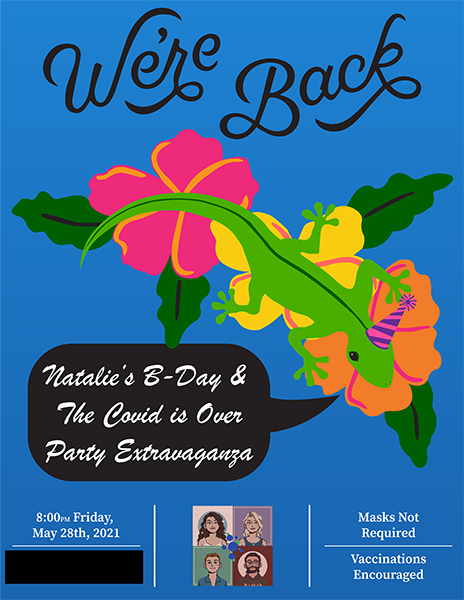 We're Back
Natalie's B-Day &
The Covid is Over
Party Extravaganza
8:00PM Friday,
May 28th, 2021
Masks Not
Required
Vaccinations
Encouraged